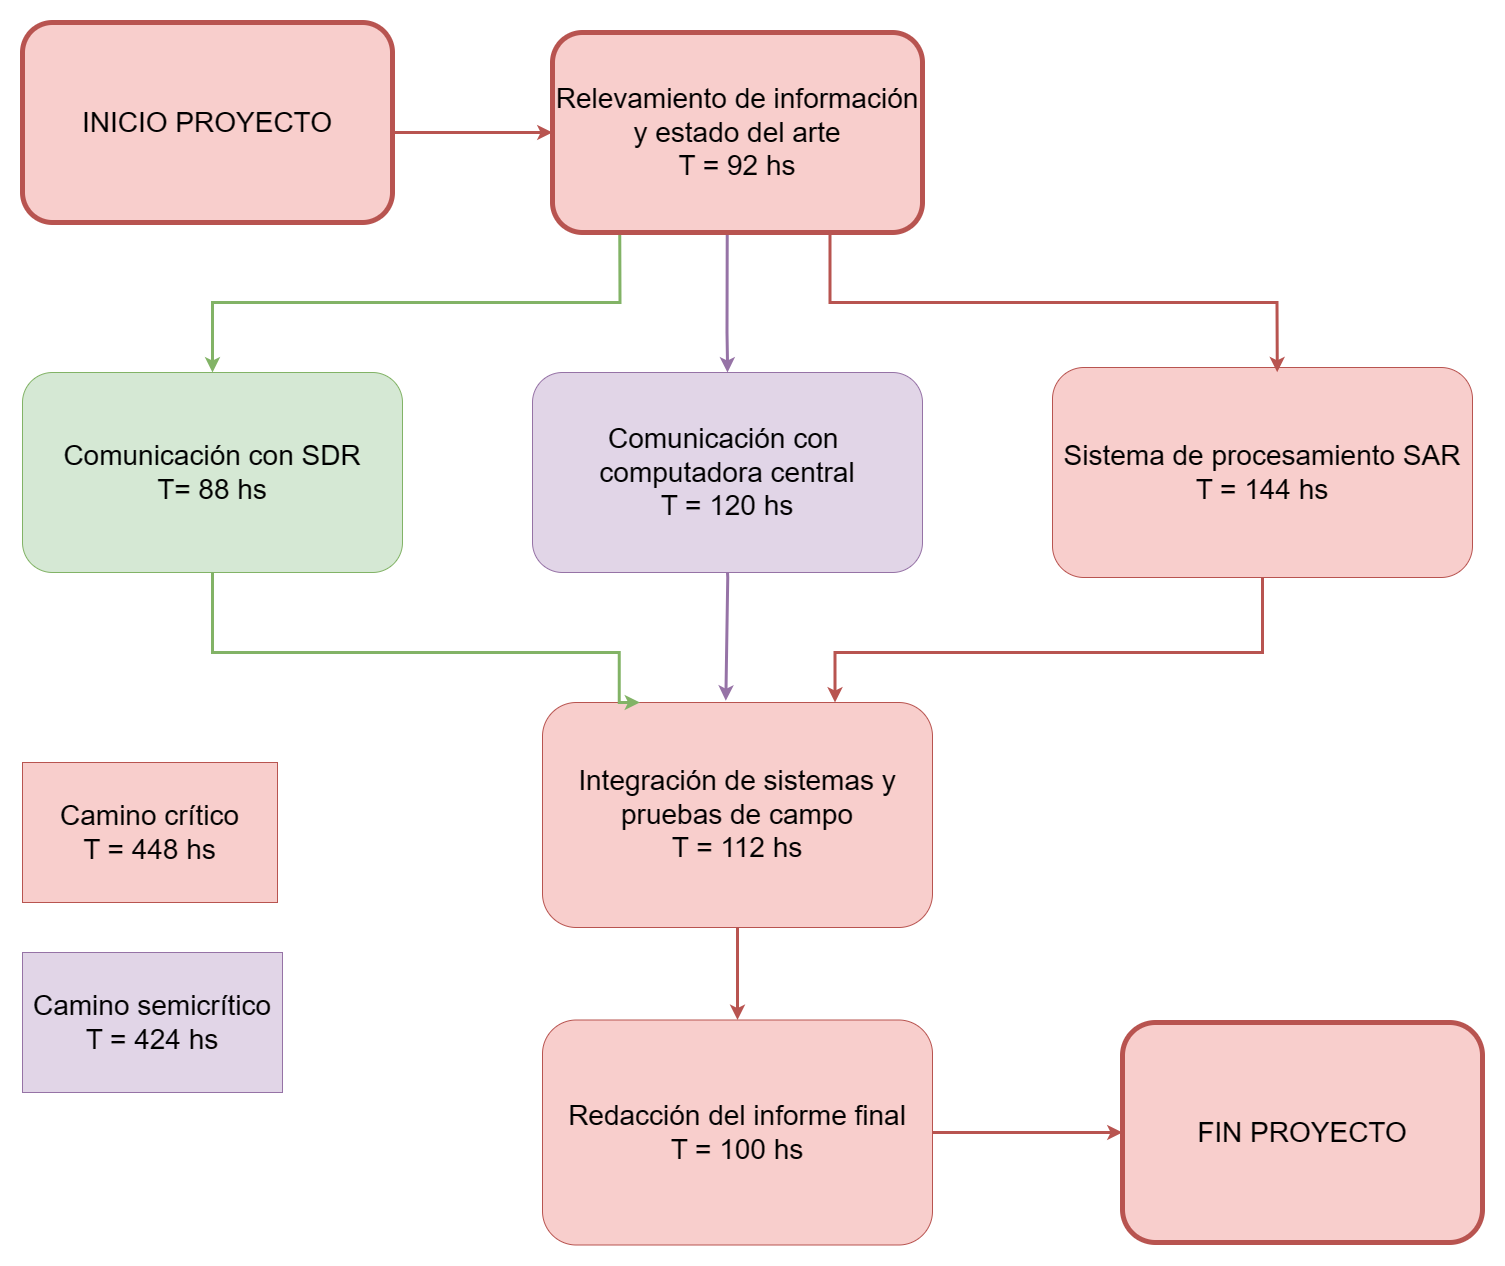 INICIO PROYECTO
Relevamiento de información
y estado del arte
T = 92 hs
Comunicación con SDR
T= 88 hs
Comunicación con
computadora central
T = 120 hs
Sistema de procesamiento SAR
T = 144 hs
Integración de sistemas y
pruebas de campo
T = 112 hs
Camino crítico
T = 448 hs
Camino semicrítico
T = 424 hs
Redacción del informe final
T = 100 hs
FIN PROYECTO